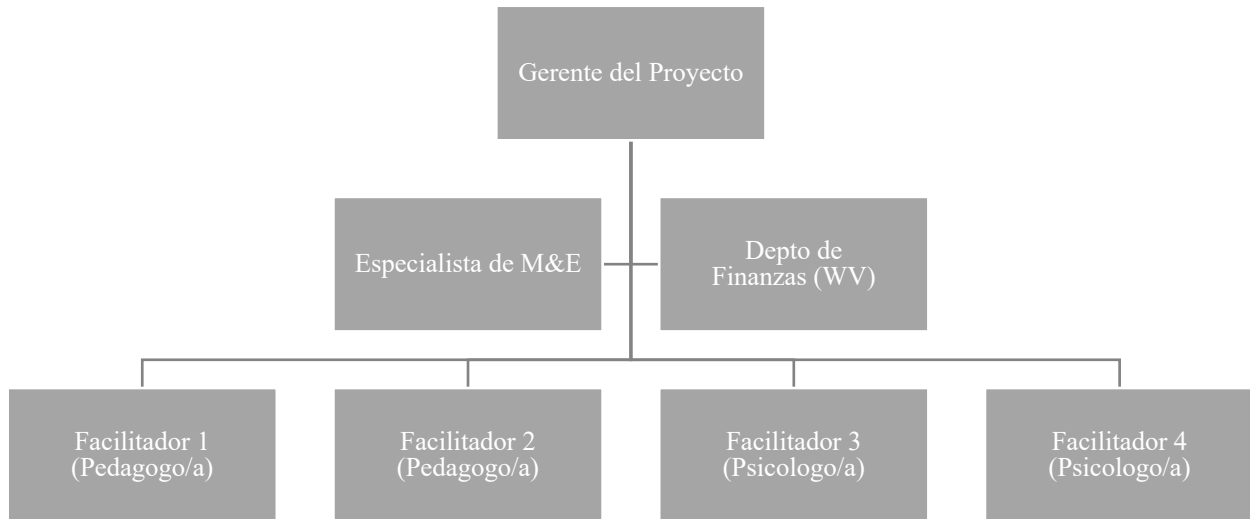 Gerente del Proyecto
Especialista de M&E
Depto de
Finanzas (WV)
Facilitador 1
(Pedagogo/a)
Facilitador 2
(Pedagogo/a)
Facilitador 3
(Psicologo/a)
Facilitador 4
(Psicologo/a)